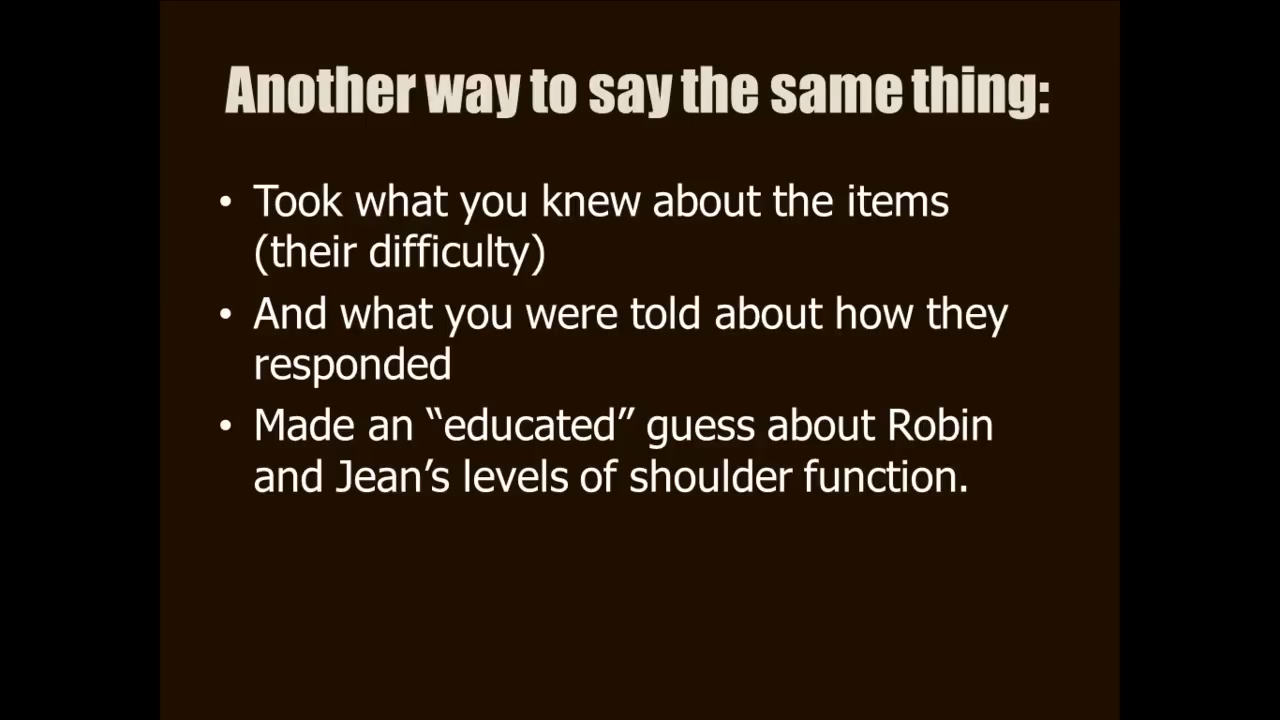 Another way to say the same thing:
• Took what you knew about the items
(their difficulty)
• And what you were told about how they
responded
• Made an “educated” guess about Robin
and Jean’s levels of shoulder function.